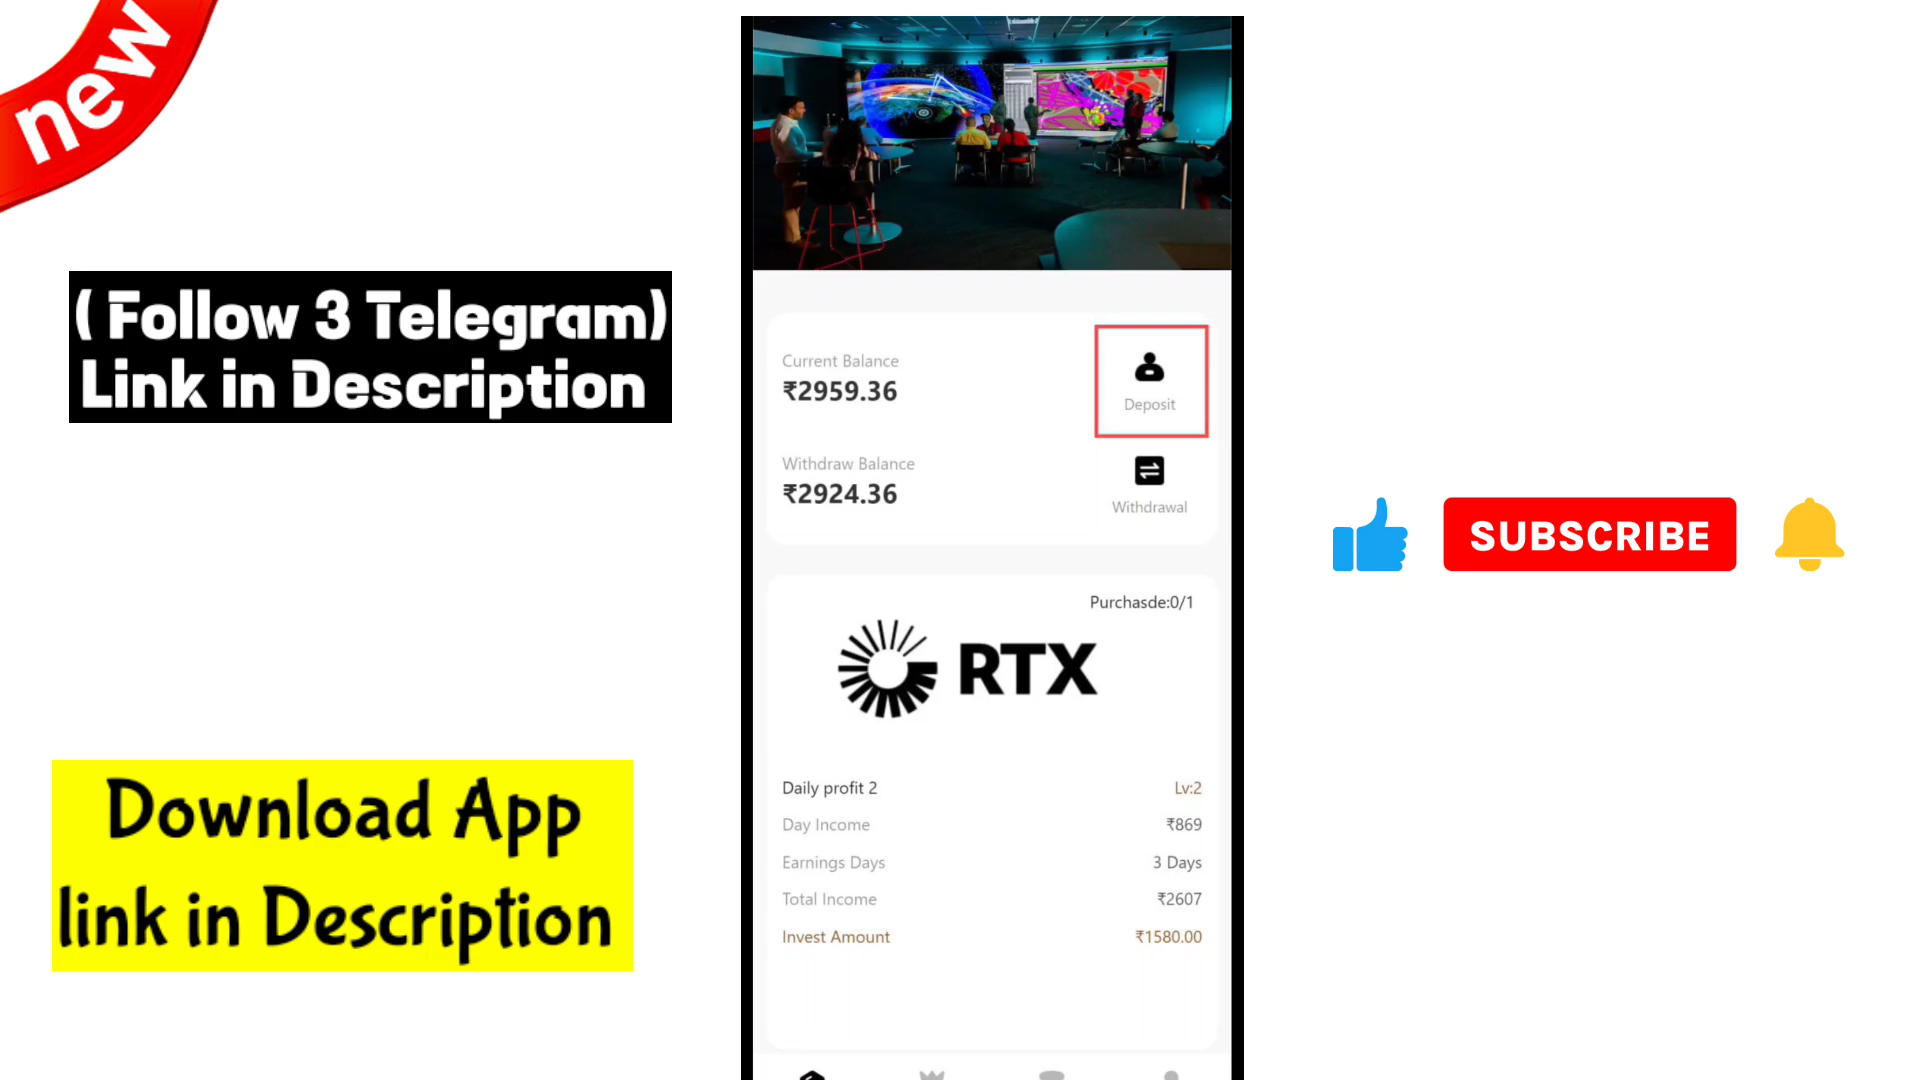 new
( Follow 3 Telegram)
Link in Description
Download App
link in Description
Current Balance
₹2959.36
Deposit
Withdraw Balance
₹2924.36
Withdrawal
Purchasde:0/1
RTX
Daily profit 2
Lv:2
Day Income
₹869
Earnings Days
3 Days
Total Income
₹2607
Invest Amount
₹1580.00
SUBSCRIBE